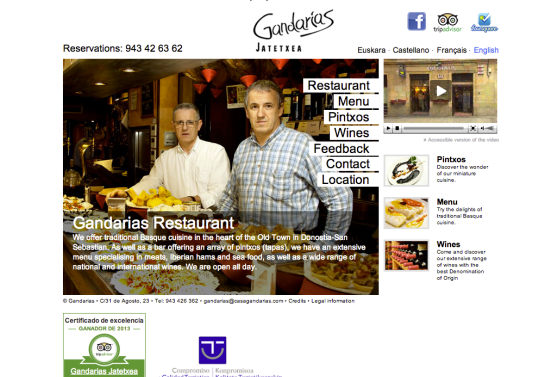 Gandarias
JATETXEA
tripadvisor
Reservations: 943 42 63 62
Euskara · Castellano · Français · English
Restaurant
Menu
Pintxos
Wines
Feedback
Contact
Location
Gandarias Restaurant
We offer traditional Basque cuisine in the heart of the Old Town in Donostia-San
Sebastian. As well as a bar offering an array of pintxos (tapas), we have an extensive
menu specialising in meats, Iberian hams and sea food, as well as a wide range of
national and international wines. We are open all day.
Accessible version of the video
Pintxos
Discover the wonder
of our miniature
cuisine.
Menu
Try the delights of
traditional Basque
cuisine.
Wines
Come and discover
our extensive range
of wines with the
best Denomination
of Origin
© Gandarias • C/31 de Agosto, 23 • Tel: 943 426 362 • gandarias@casagandarias.com • Credits • Legal information
Certificado de excelencia
GANADOR DE 2013
tripadvisor
Gandarias Jatetxea
Compromiso Konpromisoa